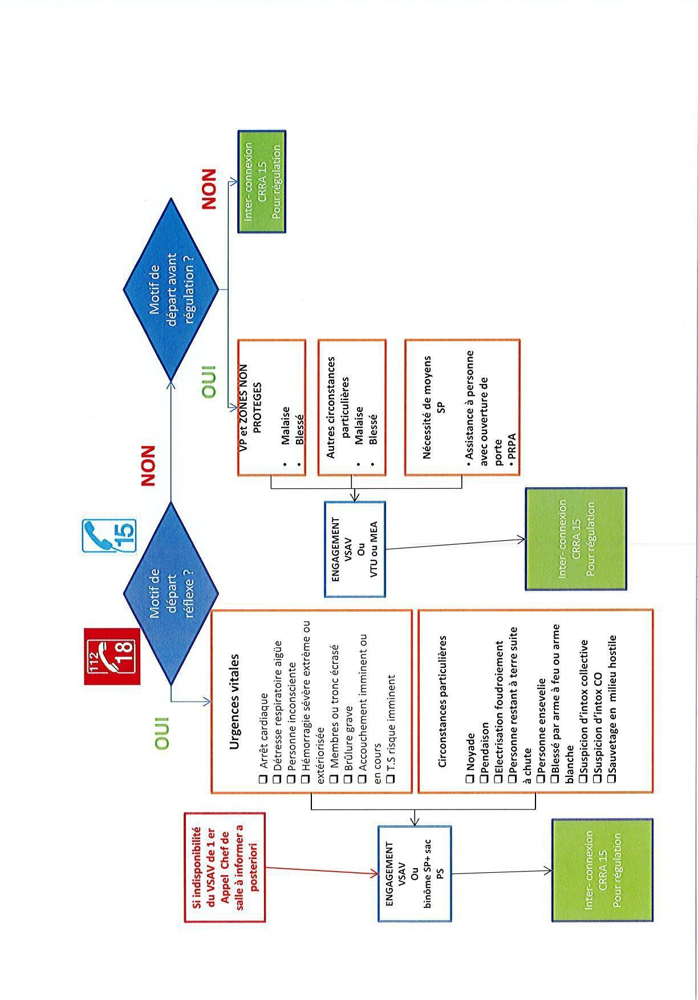 112
18
15
Motif de
départ
réflexe ?
OUI
NON
Motif de
départ avant
régulation ?
OUI
NON
Si indisponibilité
du VSAV de 1 er
Appel Chef de
salle à informer a
posteriori
Urgences vitales
❑ Arrêt cardiaque
❑ Détresse respiratoire aigüe
❑ Personne inconsciente
❑ Hémorragie sévère extrême ou
extériorisée
❑ Membres ou tronc écrasé
❑ Brûlure grave
❑ Accouchement imminent ou
en cours
❑ T.S risque imminent
Circonstances particulières
❑ Noyade
❑Pendaison
❑Electrisation foudroiement
❑Personne restant à terre suite
à chute
❑Personne ensevelie
❑Blessé par arme à feu ou arme
blanche
❑Suspicion d'intox collective
❑Suspicion d'intox CO
❑Sauvetage en milieu hostile
ENGAGEMENT
VSAV
Ou
binôme SP+ sac
PS
Inter- connexion
CRRA 15
Pour régulation
VP et ZONES NON
PROTEGES
• Malaise
• Blessé
Autres circonstances
particulières
• Malaise
• Blessé
Nécessité de moyens
SP
• Assistance à personne
avec ouverture de
porte
• PRPA
ENGAGEMENT
VSAV
Ou
VTU ou MEA
Inter- connexion
CRRA 15
Pour régulation
Inter- connexion
CRRA 15
Pour régulation